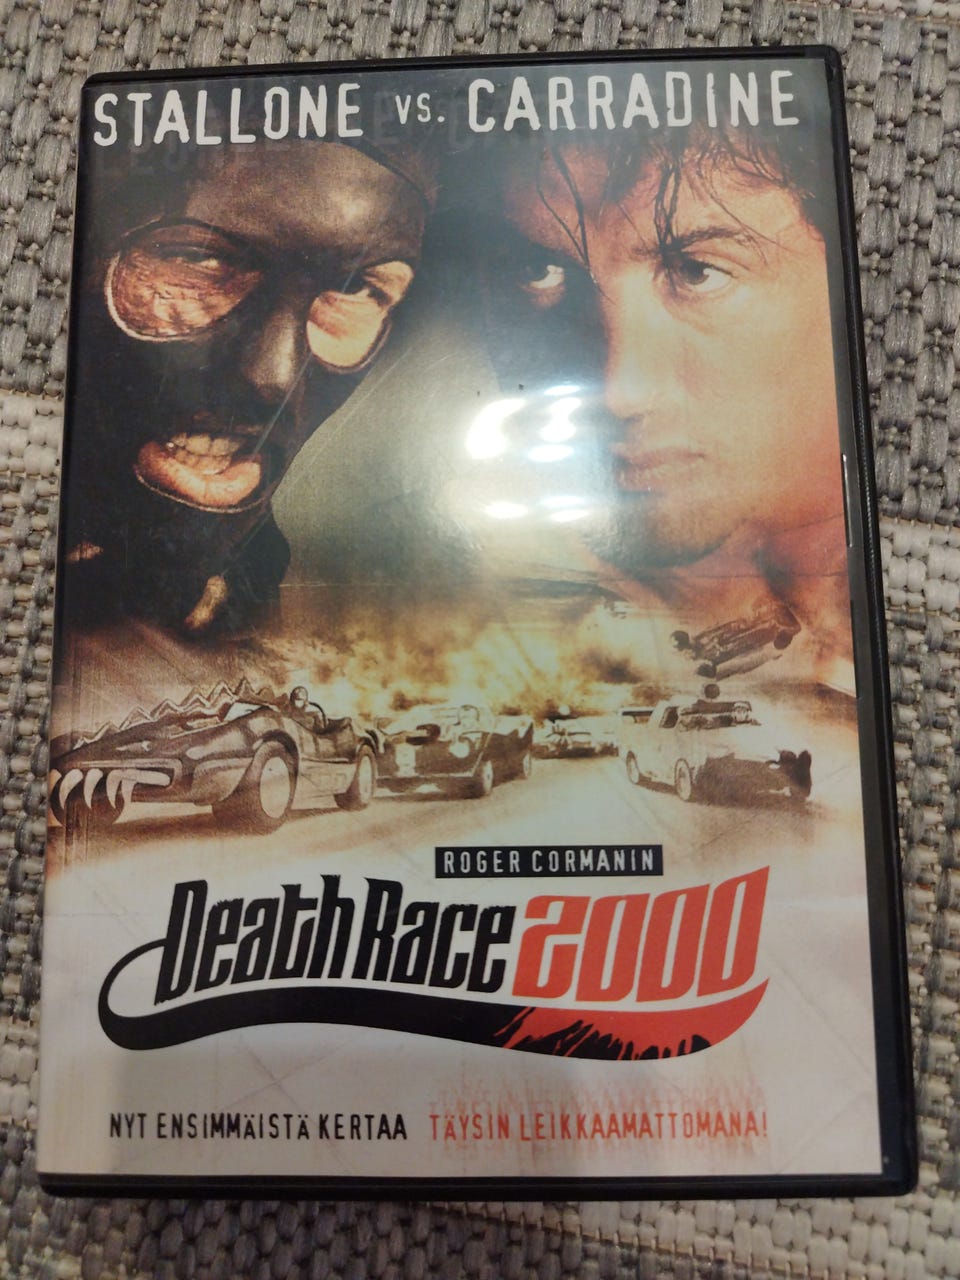 STALLONE VS. CARRADINE
ROGER CORMANIN
Death Race 2000
NYT ENSIMMÄISTÄ KERTAA TÄYSIN LEIKKAAMATTOMANA!